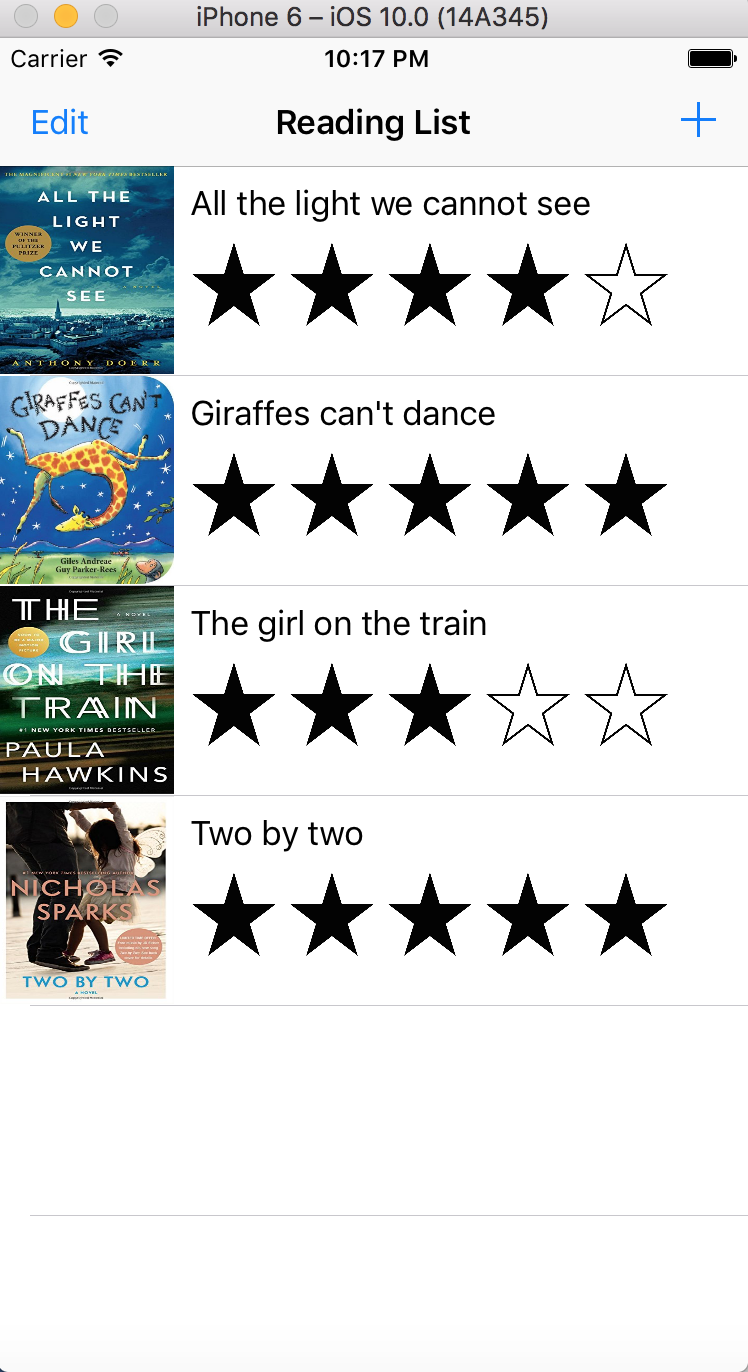 iPhone 6 – iOS 10.0 (14A345)
Carrier 10:17 PM
Edit Reading List +
THE MAGNIFICENT NEW YORK TIMES BESTSELLER
ALL THE
LIGHT
WE
CANNOT
SEE
WINNER
OF THE
PULITZER
PRIZE
A NOVEL
ANTHONY DOERR
All the light we cannot see
GIRAFFES CAN'T
DANCE
Giles Andreae
Guy Parker-Rees
Giraffes can't dance
THE
A NOVEL
GIRL
ON THE
TRAIN
#1 NEW YORK TIMES BESTSELLER
PAULA
HAWKINS
The girl on the train
#1 NEW YORK TIMES BESTSELLING AUTHOR
NICHOLAS
SPARKS
TWO BY TWO
A NOVEL
Two by two